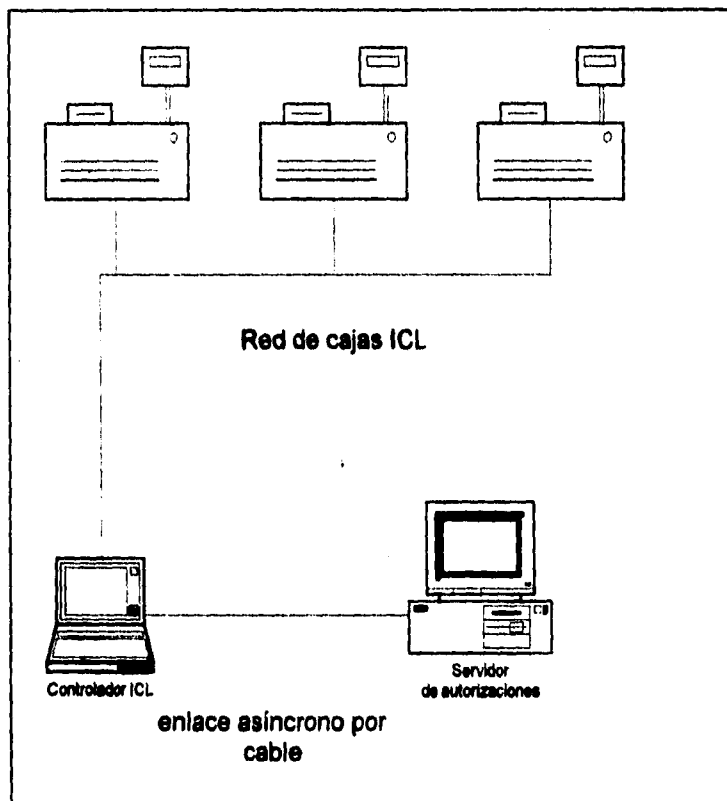 Red de cajas ICL
Controlador ICL
Servidor
de autorizaciones
enlace asíncrono por
cable